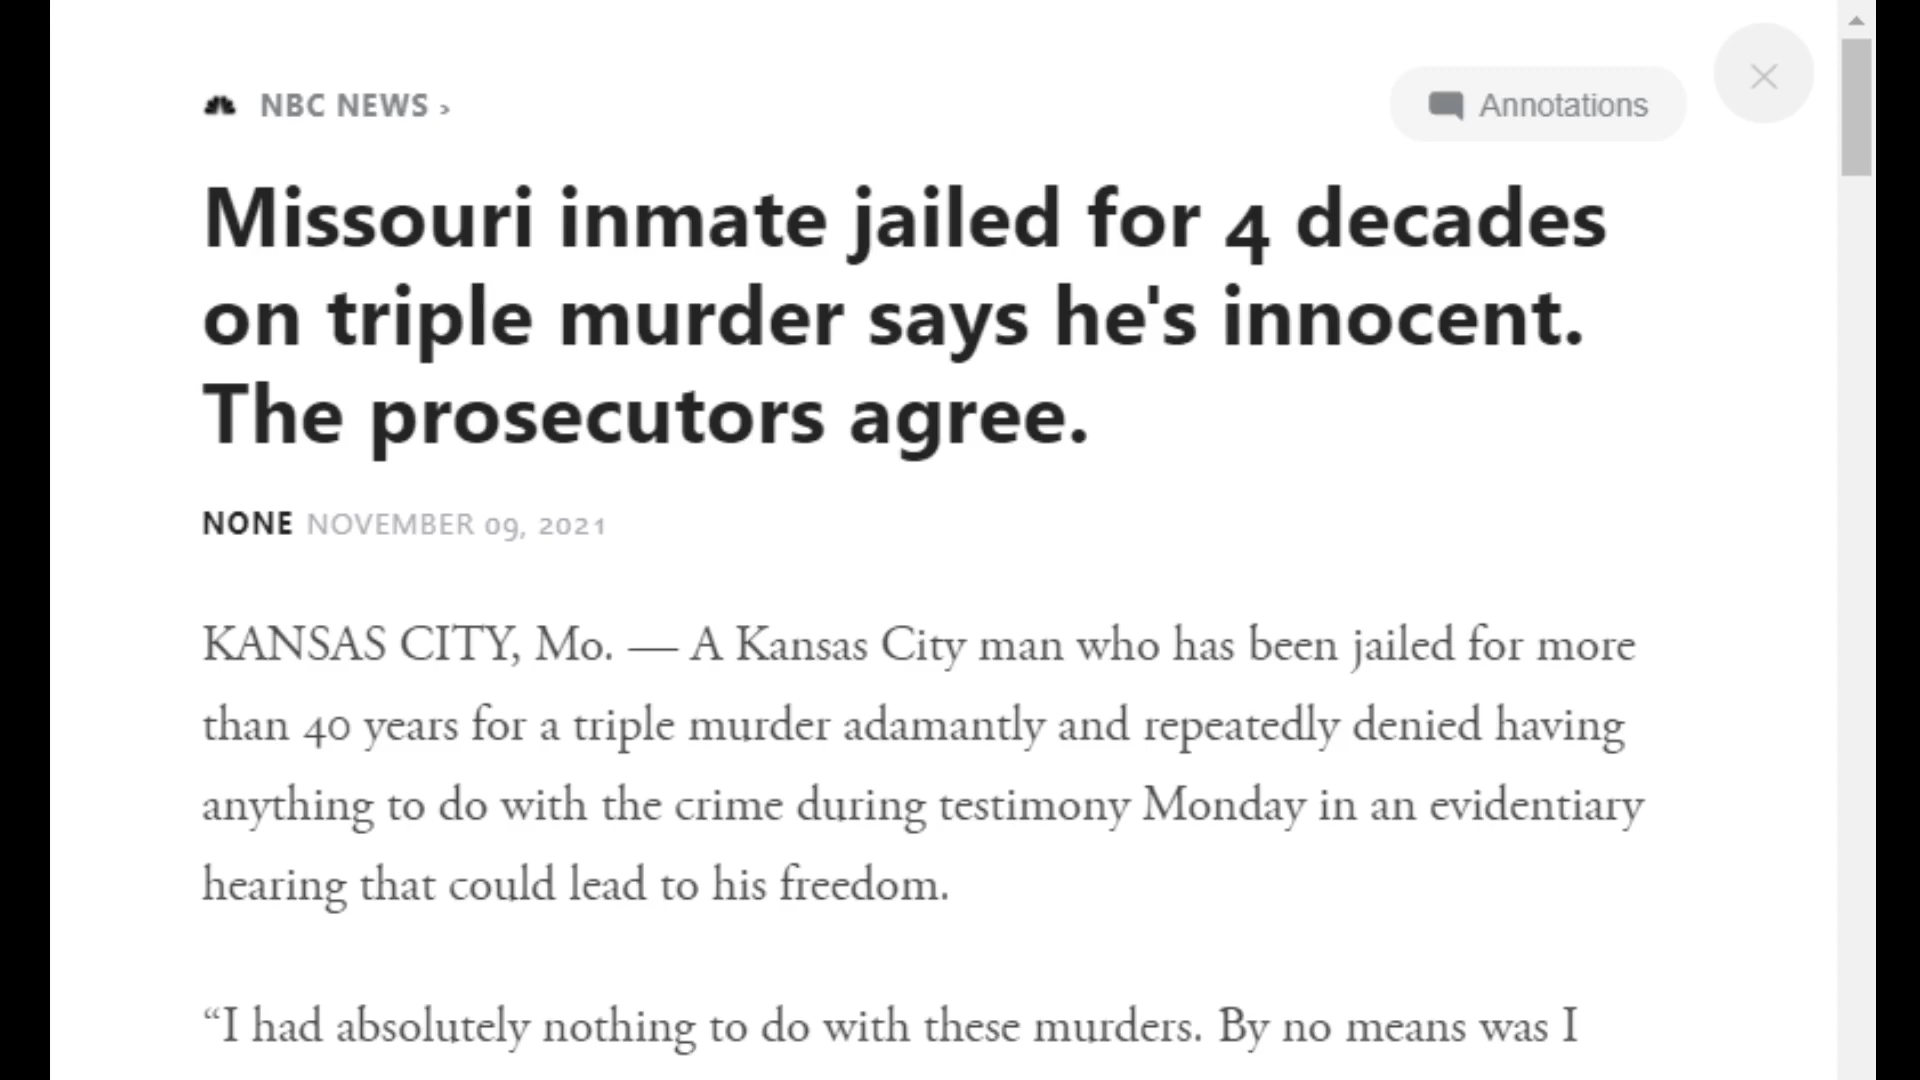 NBC NEWS ›
Annotations
Missouri inmate jailed for 4 decades
on triple murder says he's innocent.
The prosecutors agree.
NONE NOVEMBER 09, 2021
KANSAS CITY, Mo. — A Kansas City man who has been jailed for more
than 40 years for a triple murder adamantly and repeatedly denied having
anything to do with the crime during testimony Monday in an evidentiary
hearing that could lead to his freedom.
“I had absolutely nothing to do with these murders. By no means was I